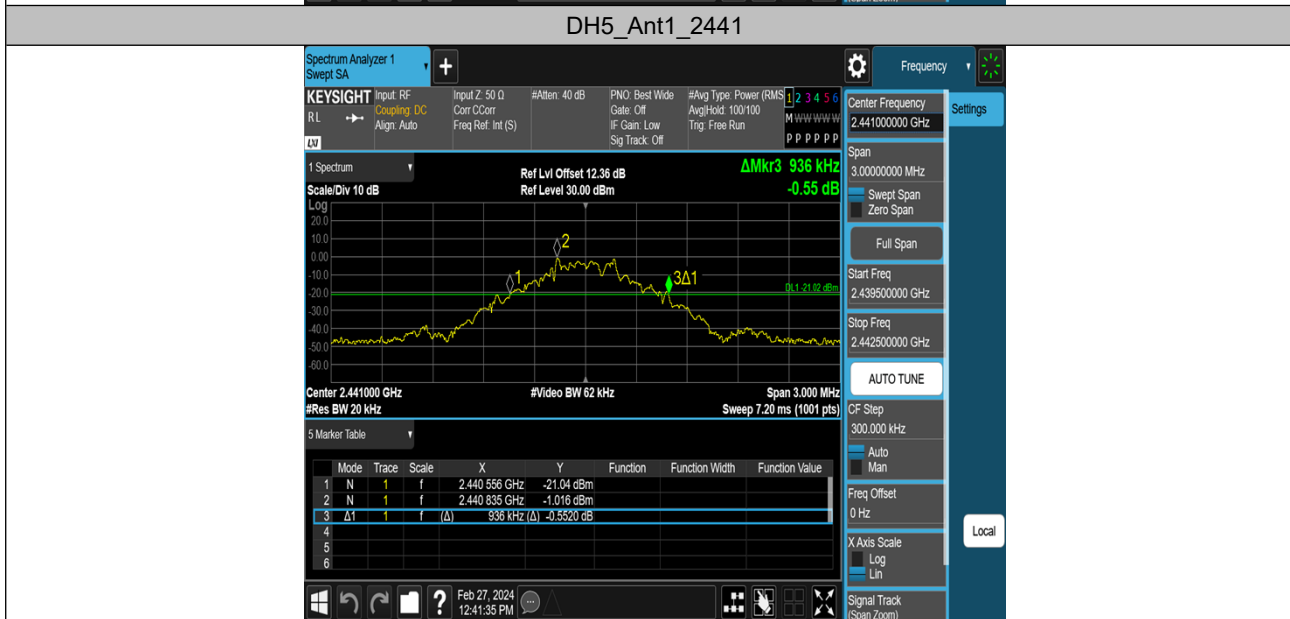 DH5_Ant1_2441
Spectrum Analyzer 1
Swept SA
+
Frequency
KEYSIGHT
RL
LXI
Input: RF
Coupling: DC
Align: Auto
Input Z: 50 Ω
Corr CCorr
Freq Ref: Int (S)
#Atten: 40 dB
PNO: Best Wide
Gate: Off
IF Gain: Low
Sig Track: Off
#Avg Type: Power (RMS
Avg|Hold: 100/100
Trig: Free Run
1 2 3 4 5 6
M W W W W W
P P P P P P
1 Spectrum
Scale/Div 10 dB
Ref Lvl Offset 12.36 dB
Ref Level 30.00 dBm
ΔMkr3 936 kHz
-0.55 dB
Log
20.0
10.0
0.00
-10.0
-20.0
-30.0
-40.0
-50.0
-60.0
1
2
3Δ1
DL1 -21.02 dBm
Center 2.441000 GHz
#Video BW 62 kHz
Span 3.000 MHz
#Res BW 20 kHz
Sweep 7.20 ms (1001 pts)
5 Marker Table
Mode Trace Scale X Y Function Function Width Function Value
1 N 1 f 2.440 556 GHz -21.04 dBm
2 N 1 f 2.440 835 GHz -1.016 dBm
3 Δ1 1 f (Δ) 936 kHz (Δ) -0.5520 dB
4
5
6
?
Feb 27, 2024
12:41:35 PM
Center Frequency
2.441000000 GHz
Settings
Span
3.00000000 MHz
Swept Span
Zero Span
Full Span
Start Freq
2.439500000 GHz
Stop Freq
2.442500000 GHz
AUTO TUNE
CF Step
300.000 kHz
Auto
Man
Freq Offset
0 Hz
X Axis Scale
Log
Lin
Local
Signal Track
(Span Zoom)